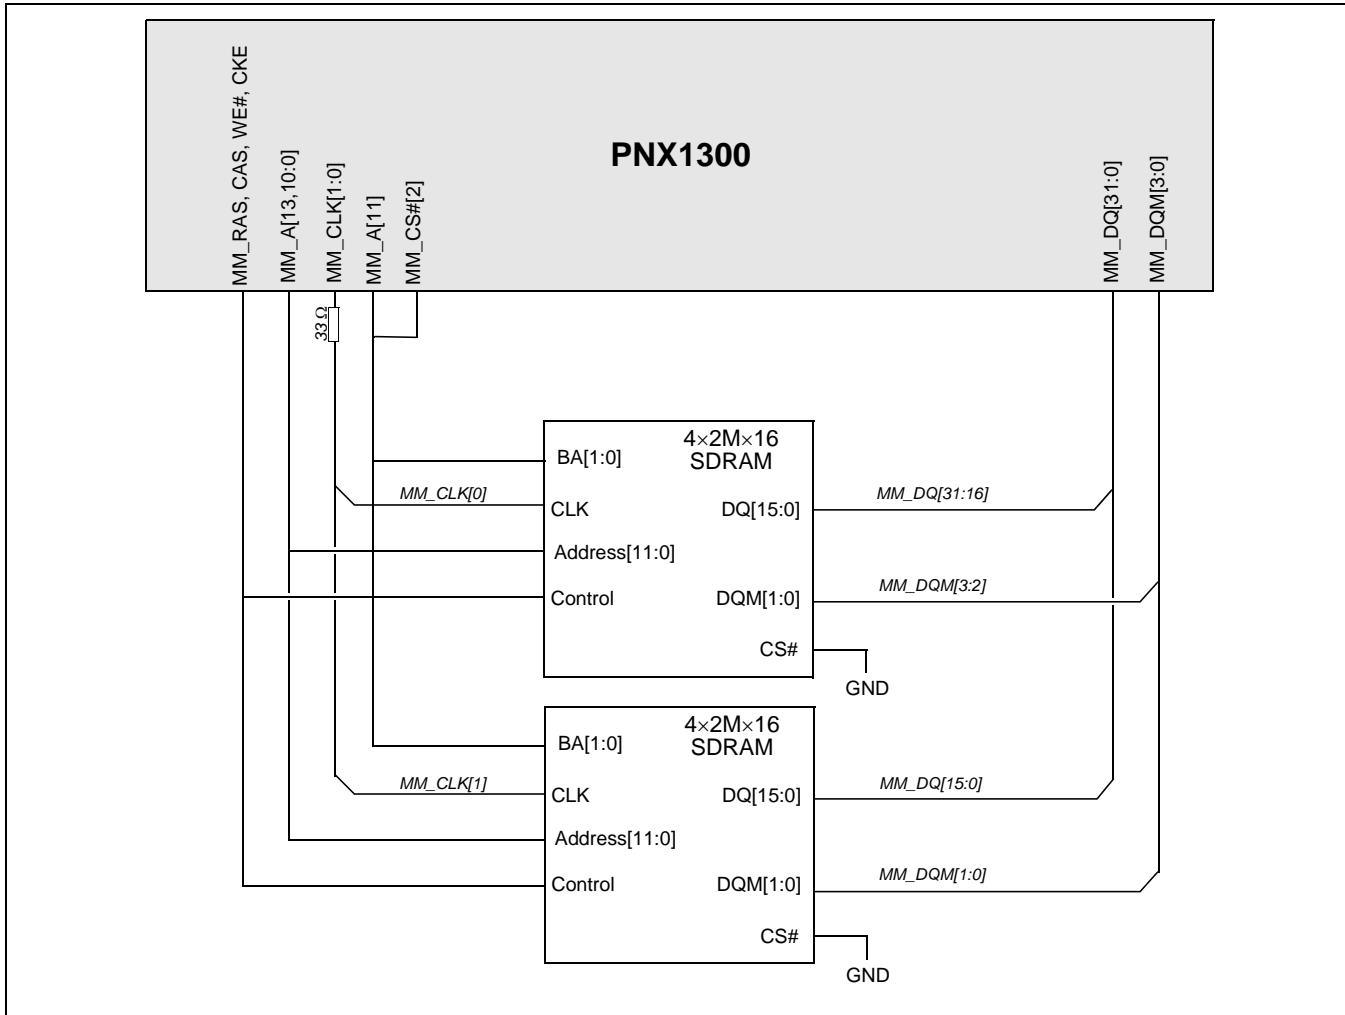 MM_RAS, CAS, WE#, CKE
MM_A[13,10:0]
MM_CLK[1:0]
MM_A[11]
MM_CS#[2]
PNX1300
MM_DQ[31:0]
MM_DQM[3:0]
33 Ω
4×2M×16
SDRAM
BA[1:0]
MM_CLK[0]
CLK
DQ[15:0]
MM_DQ[31:16]
Address[11:0]
Control
DQM[1:0]
MM_DQM[3:2]
CS#
GND
4×2M×16
SDRAM
BA[1:0]
MM_CLK[1]
CLK
DQ[15:0]
MM_DQ[15:0]
Address[11:0]
Control
DQM[1:0]
MM_DQM[1:0]
CS#
GND